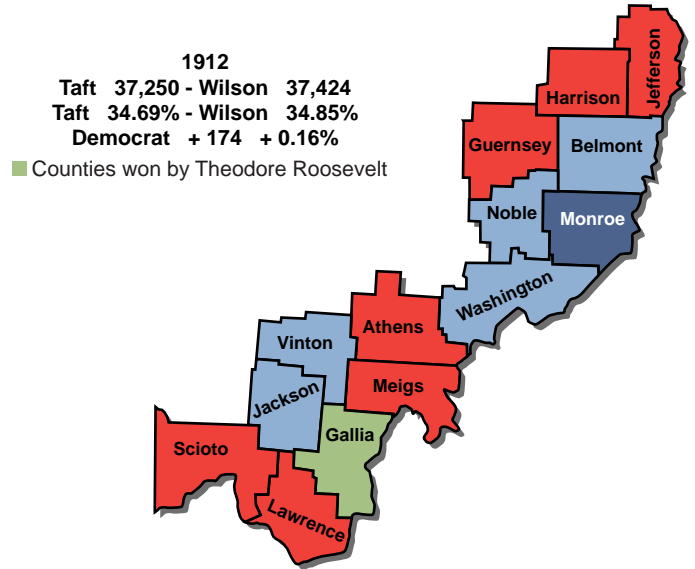 1912
Taft 37,250 - Wilson 37,424
Taft 34.69% - Wilson 34.85%
Democrat + 174 + 0.16%
Counties won by Theodore Roosevelt
Jefferson
Harrison
Guernsey
Belmont
Noble
Monroe
Washington
Athens
Vinton
Meigs
Jackson
Gallia
Scioto
Lawrence